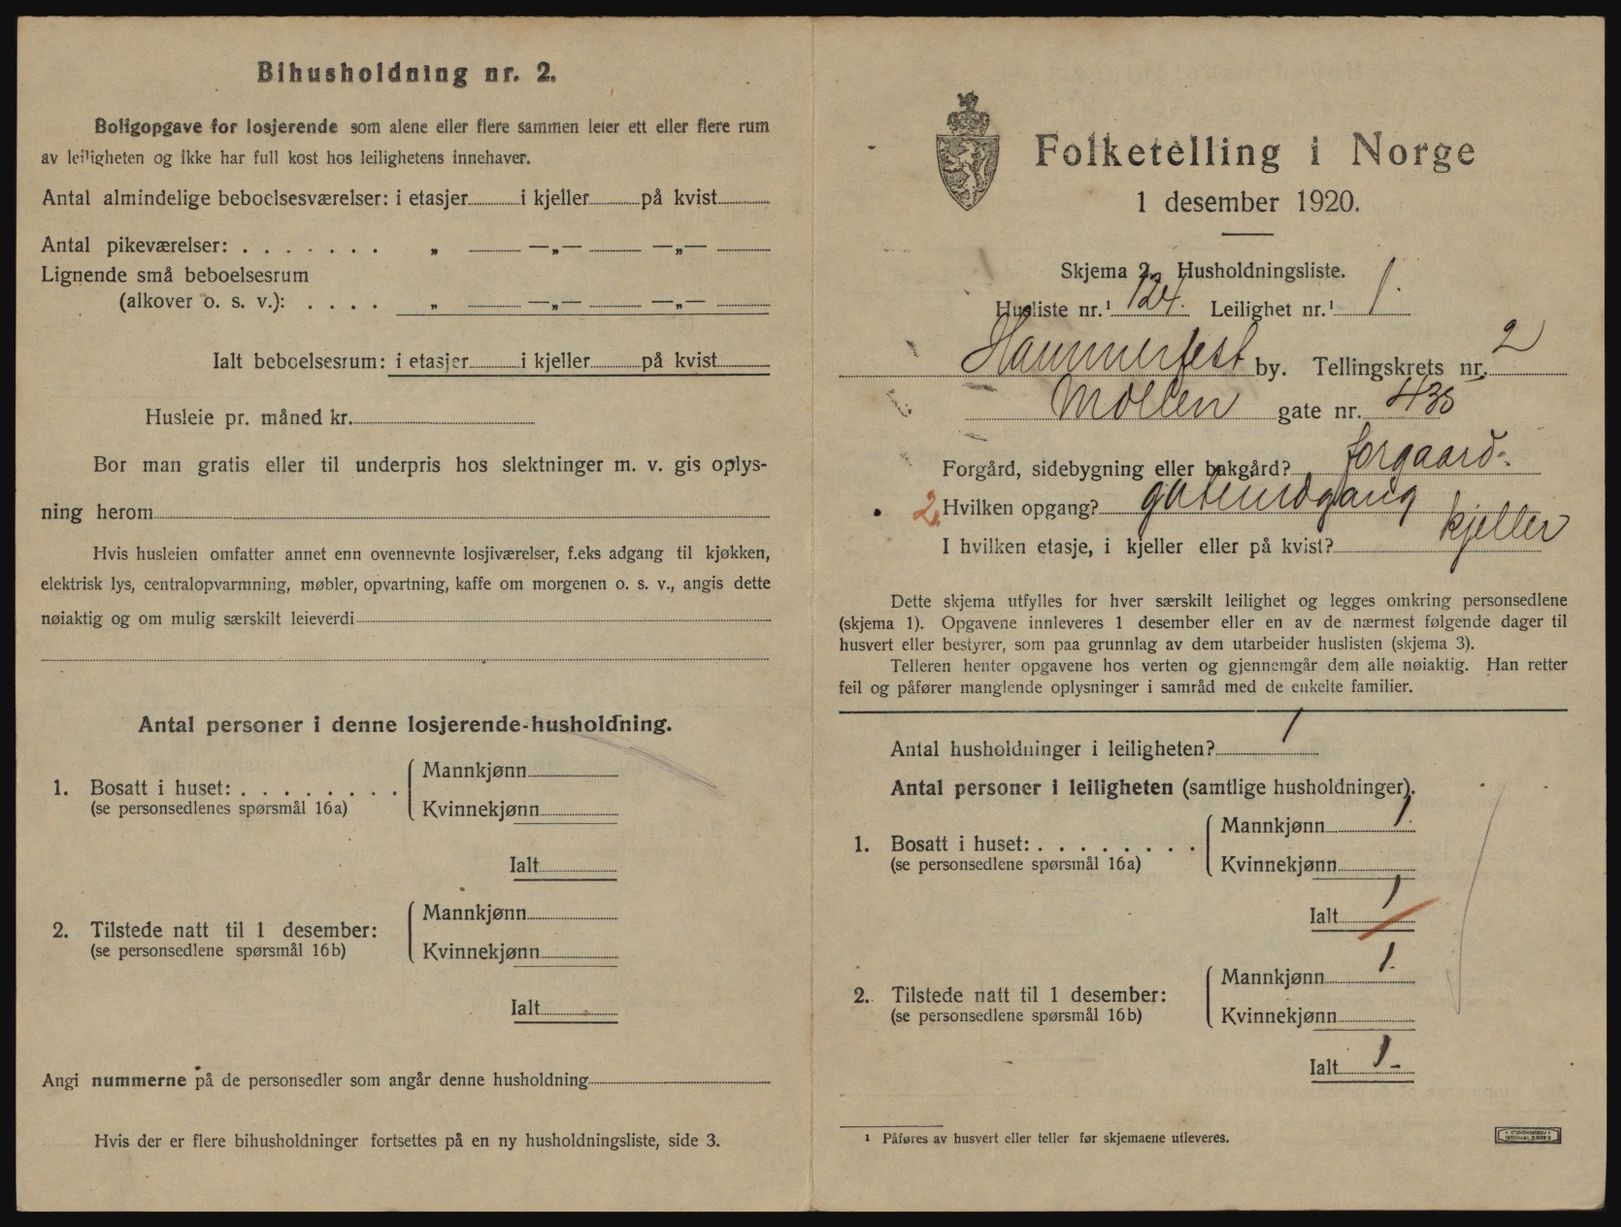 Bihusholdning nr. 2.
Boligopgave for losjerende som alene eller flere sammen leier ett eller flere rum
av leiligheten og ikke har full kost hos leilighetens innehaver.
Antal almindelige beboelsesværelser: i etasjer i kjeller på kvist
Antal pikeværelser: . . . . . . . „ —„— —„—
Lignende små beboelsesrum
(alkover o. s. v.): . . . . „ —„— —„—
Ialt beboelsesrum: i etasjer i kjeller på kvist
Husleie pr. måned kr.
Bor man gratis eller til underpris hos slektninger m. v. gis oplys-
ning herom
Hvis husleien omfatter annet enn ovennevnte losjiværelser, f.eks adgang til kjøkken,
elektrisk lys, centralopvarmning, møbler, opvartning, kaffe om morgenen o. s. v., angis dette
nøiaktig og om mulig særskilt leieverdi
Antal personer i denne losjerende-husholdning.
1. Bosatt i huset: . . . . . . . .
(se personsedlenes spørsmål 16a)
Mannkjønn
Kvinnekjønn
Ialt
2. Tilstede natt til 1 desember:
(se personsedlene spørsmål 16b)
Mannkjønn
Kvinnekjønn
Ialt
Angi nummerne på de personsedler som angår denne husholdning
Hvis der er flere bihusholdninger fortsettes på en ny husholdningsliste, side 3.
Folketelling i Norge
1 desember 1920.
Skjema 2. Husholdningsliste.
Husliste nr.¹ 124. Leilighet nr.¹ 1.
Hammerfest by. Tellingskrets nr. 2
Mollen gate nr. 435
Forgård, sidebygning eller bakgård? forgaard.
2. Hvilken opgang? gateindgang
I hvilken etasje, i kjeller eller på kvist? kjeller
Dette skjema utfylles for hver særskilt leilighet og legges omkring personsedlene
(skjema 1). Opgavene innleveres 1 desember eller en av de nærmest følgende dager til
husvert eller bestyrer, som paa grunnlag av dem utarbeider huslisten (skjema 3).
Telleren henter opgavene hos verten og gjennemgår dem alle nøiaktig. Han retter
feil og påfører manglende oplysninger i samråd med de enkelte familier.
Antal husholdninger i leiligheten? 1
Antal personer i leiligheten (samtlige husholdninger).
1. Bosatt i huset: . . . . . . . .
(se personsedlene spørsmål 16a)
Mannkjønn 1.
Kvinnekjønn
Ialt 1
2. Tilstede natt til 1 desember:
(se personsedlene spørsmål 16b)
Mannkjønn 1.
Kvinnekjønn
Ialt 1-
¹ Påføres av husvert eller teller før skjemaene utleveres.